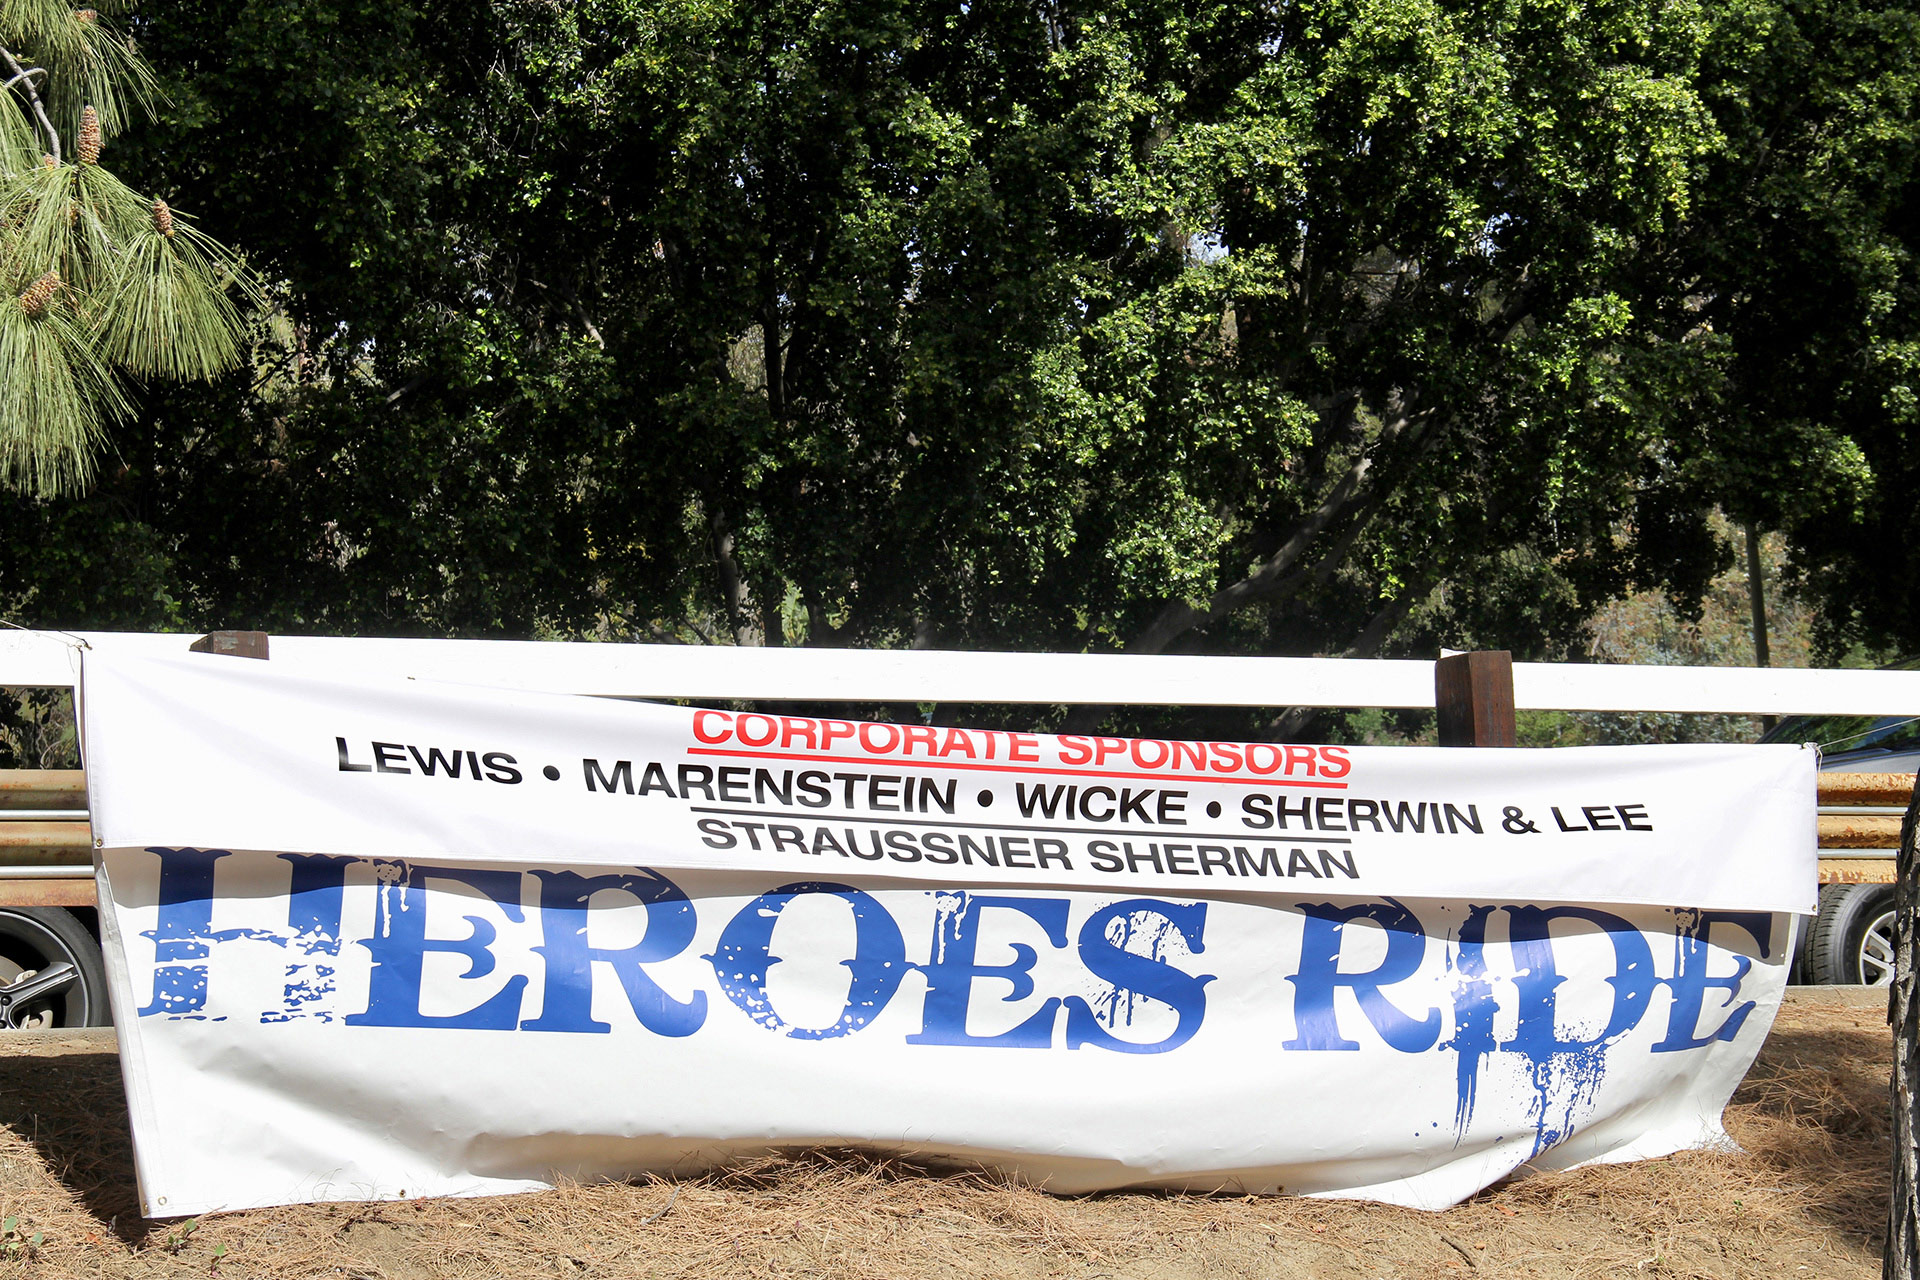 CORPORATE SPONSORS
LEWIS • MARENSTEIN • WICKE • SHERWIN & LEE
STRAUSSNER SHERMAN
HEROES RIDE